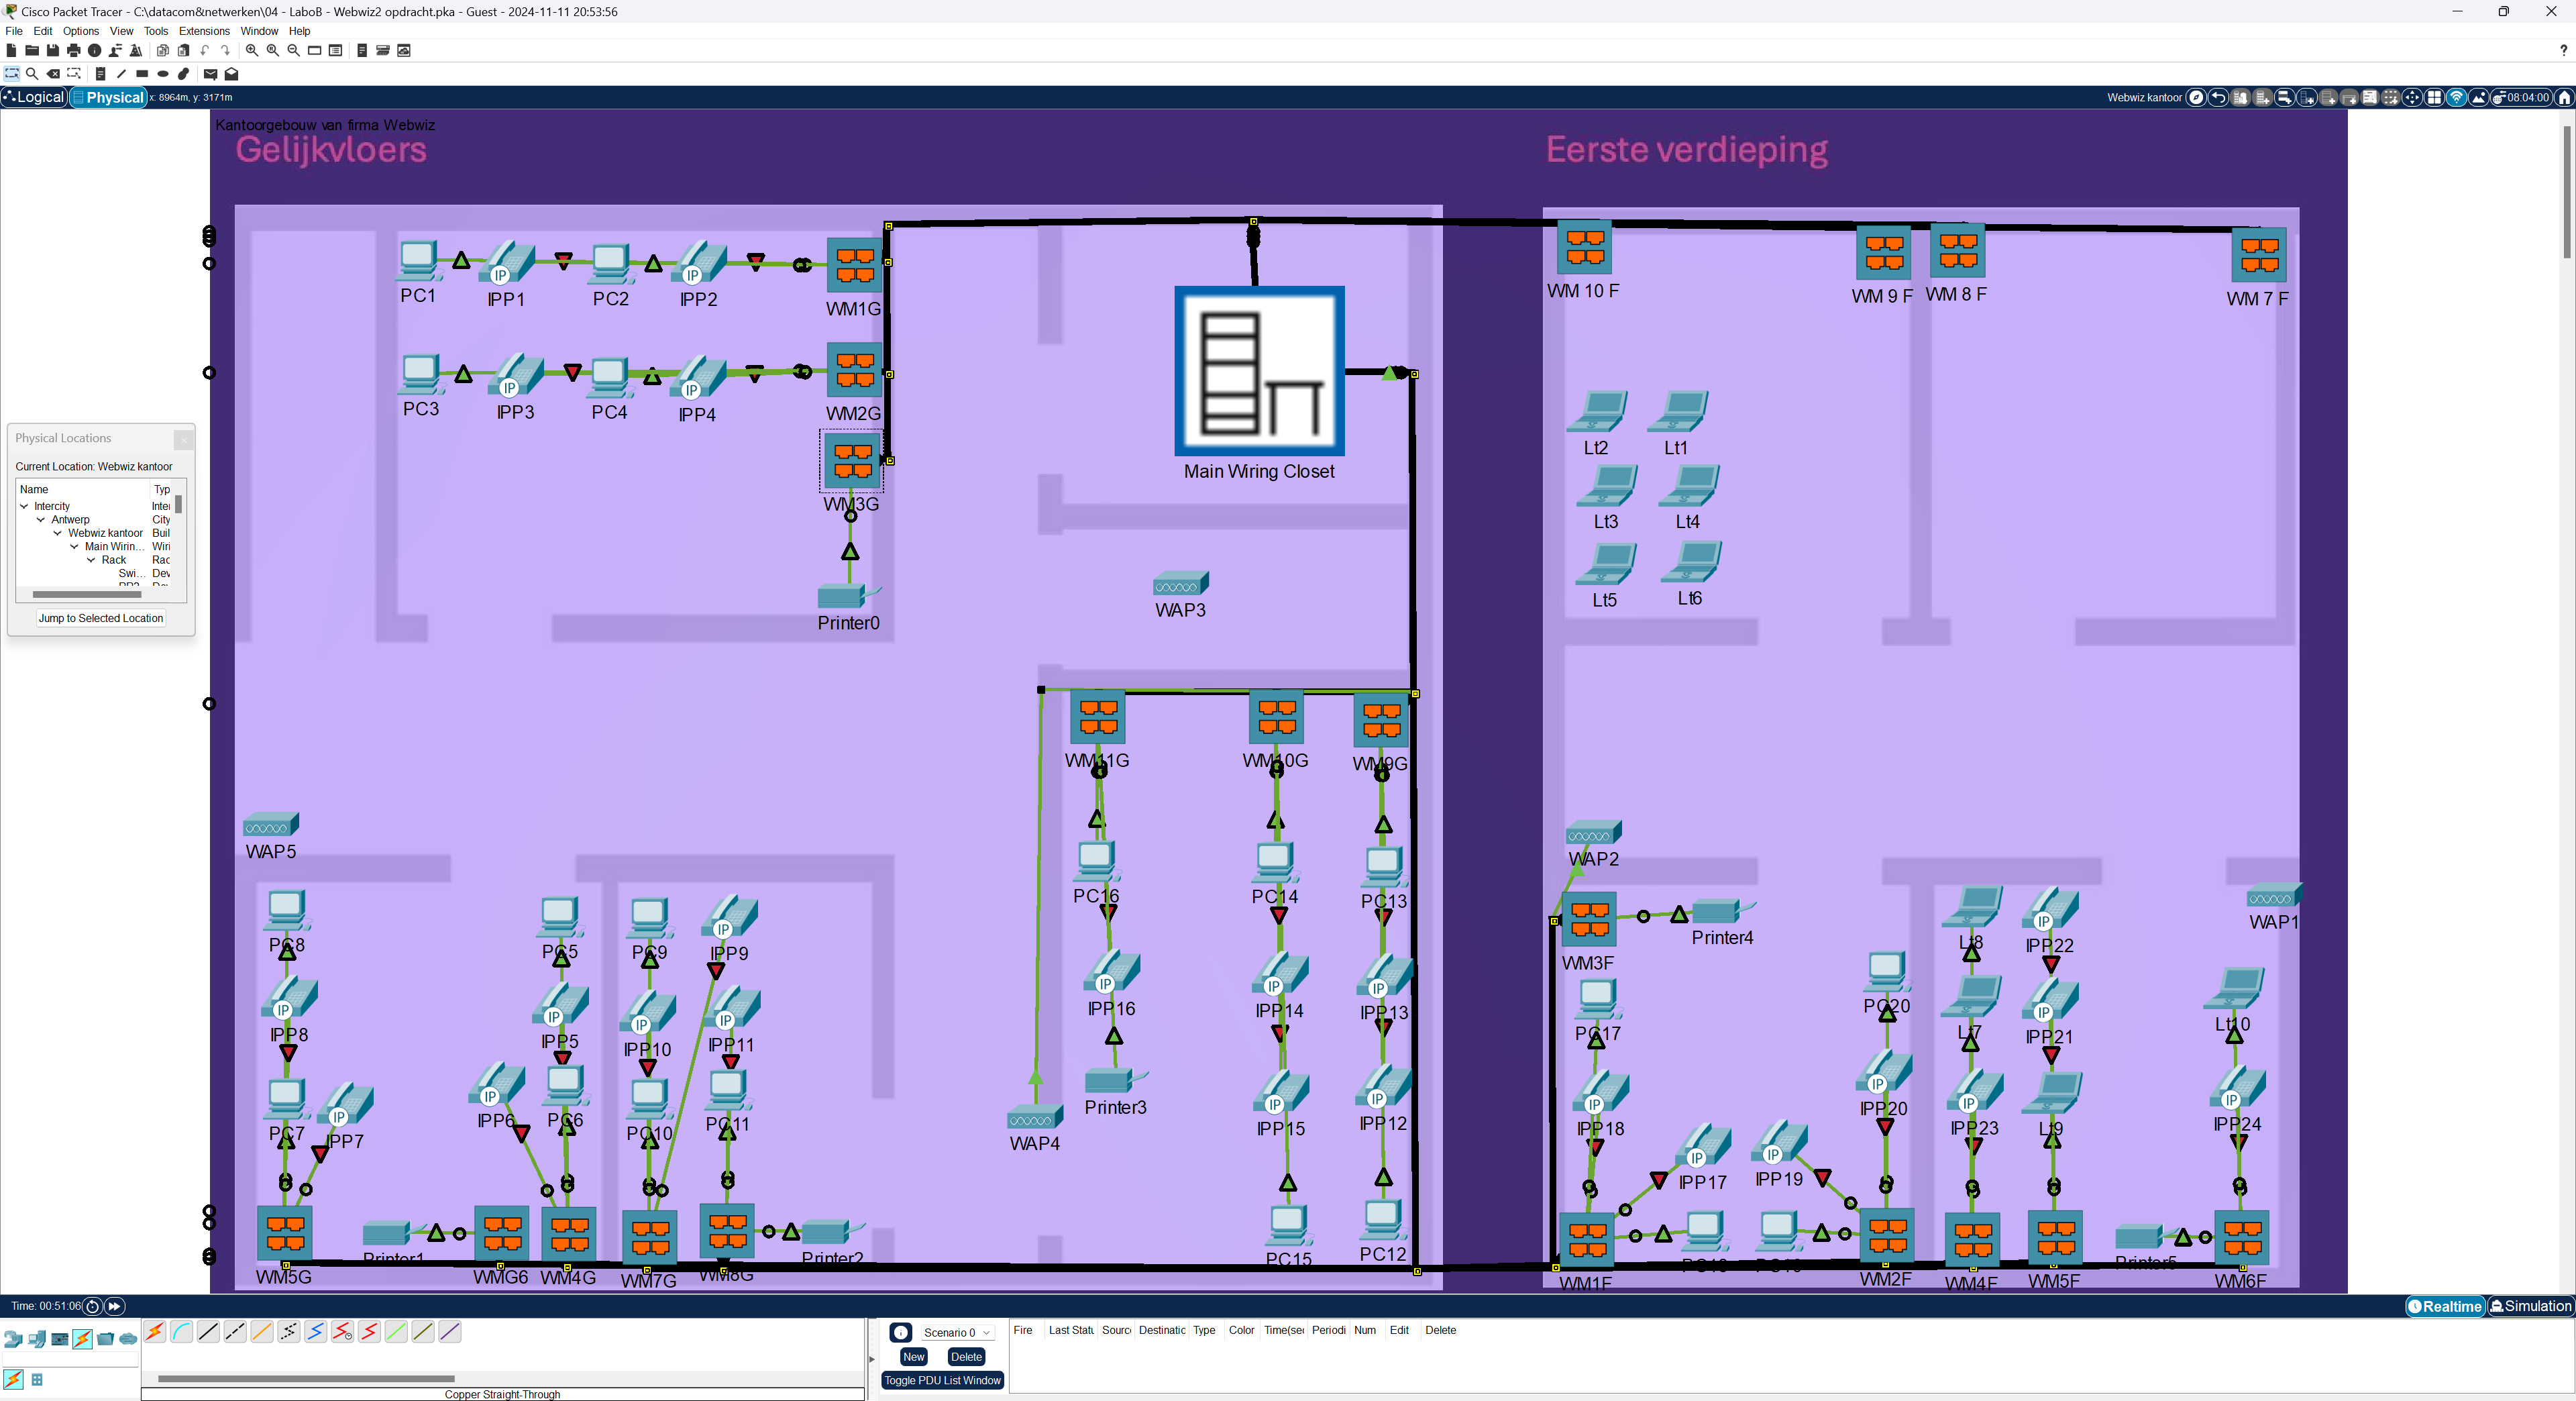 Cisco Packet Tracer - C:\datacom&netwerken\04 - LaboB - Webwiz2 opdracht.pka - Guest - 2024-11-11 20:53:56
File Edit Options View Tools Extensions Window Help
?
Logical Physical x: 8964m, y: 3171m
Webwiz kantoor 08:04:00
Kantoorgebouw van firma Webwiz
Gelijkvloers
Eerste verdieping
PC1 IPP1 PC2 IPP2 WM1G
WM 10 F WM 9 F WM 8 F WM 7 F
PC3 IPP3 PC4 IPP4 WM2G
Main Wiring Closet
WM3G
Printer0
WAP3
Lt2 Lt1
Lt3 Lt4
Lt5 Lt6
Physical Locations
Current Location: Webwiz kantoor
Name Typ
Intercity Inte
Antwerp City
Webwiz kantoor Buil
Main Wirin... Wiri
Rack Rac
Swi... Dev
Jump to Selected Location
WM11G WM10G WM9G
WAP5
WAP2
PC16 PC14 PC13
WAP1
PC8 PC5 PC9 IPP9
Printer4
WM3F
Lt8 IPP22
IPP8 IPP5 IPP10 IPP11
IPP16 IPP14 IPP13
PC17 PC20 Lt7 IPP21 Lt10
PC7 IPP7 IPP6 PC6 PC10 PC11
WAP4 Printer3 IPP15 IPP12
IPP18 IPP17 IPP19 IPP20 IPP23 Lt9 IPP24
Printer1 Printer2
PC15 PC12
Printer5
WM5G WMG6 WM4G WM7G WM8G
WM1F WM2F WM4F WM5F WM6F
Time: 00:51:06
Realtime Simulation
Scenario 0
New Delete
Toggle PDU List Window
Fire Last Statu Source Destinatic Type Color Time(sec Periodi Num Edit Delete
Copper Straight-Through